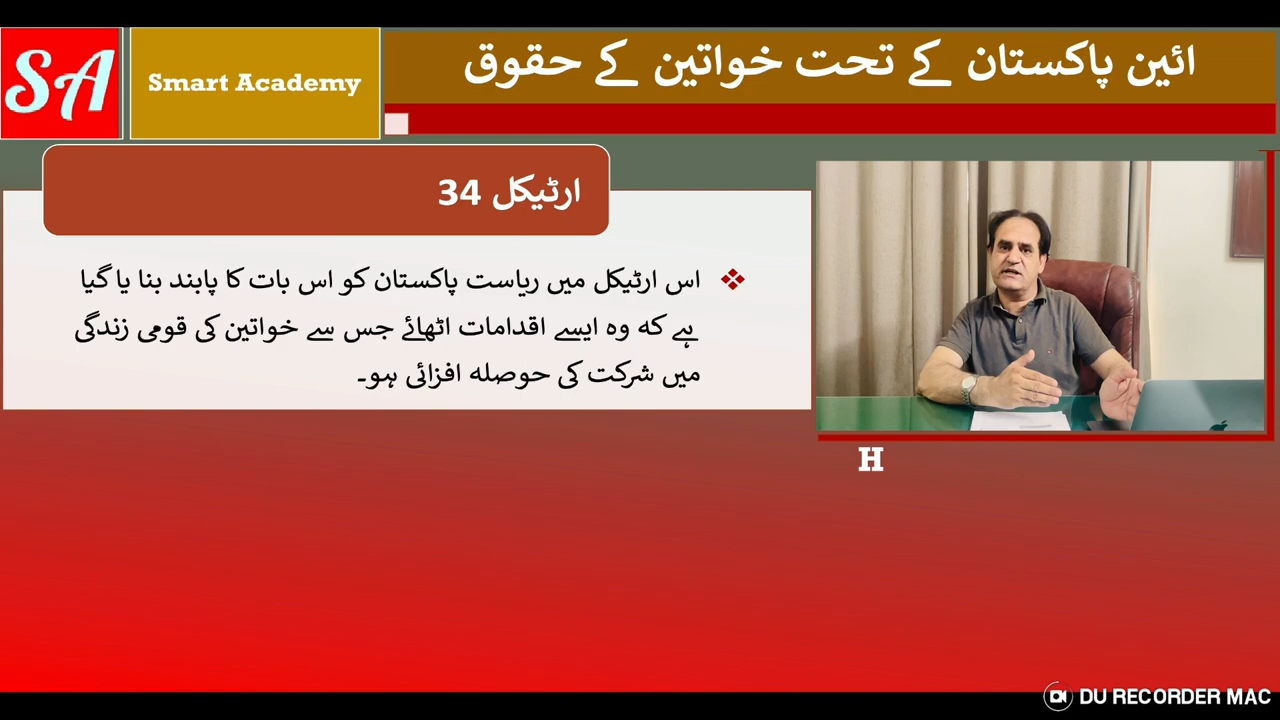 SA
Smart Academy
ائین پاکستان کے تحت خواتین کے حقوق
ارٹیکل 34
اس ارٹیکل میں ریاست پاکستان کو اس بات کا پابند بنا یا گیا
ہے کہ وہ ایسے اقدامات اٹھائے جس سے خواتین کی قومی زندگی
میں شرکت کی حوصلہ افزائی ہو۔
H
DU RECORDER MAC